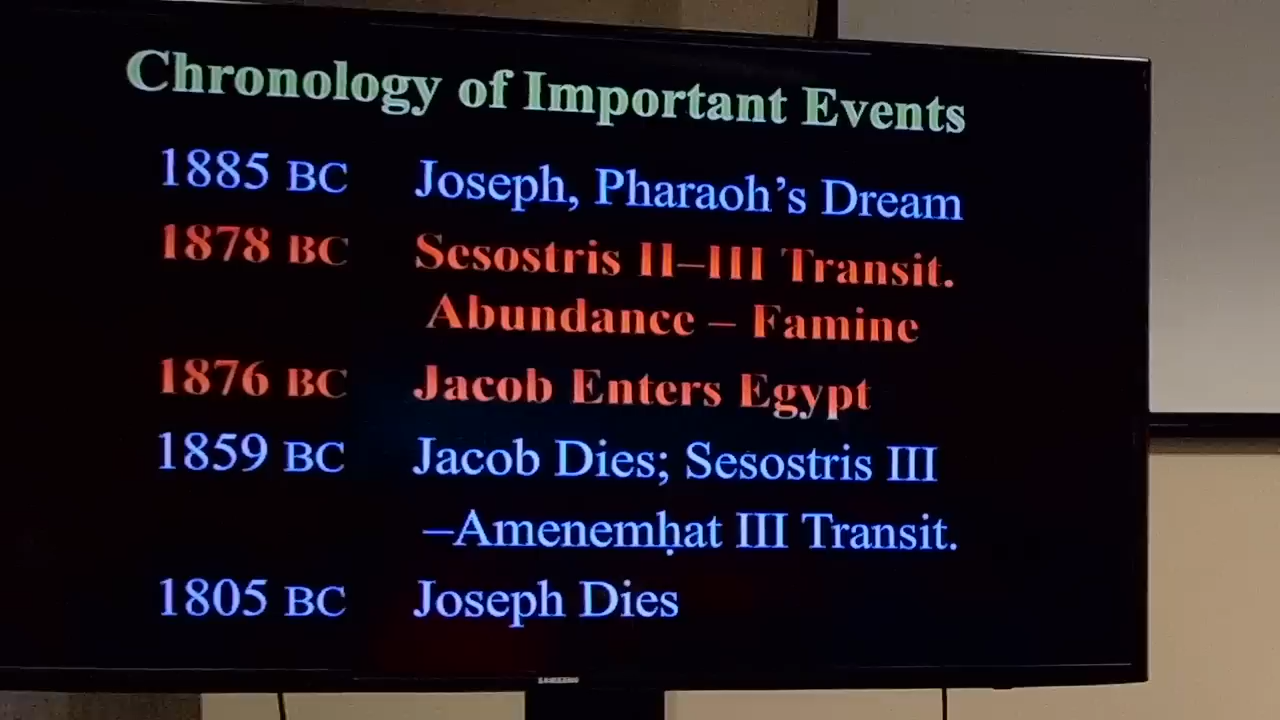 Chronology of Important Events
1885 BC Joseph, Pharaoh’s Dream
1878 BC Sesostris II–III Transit.
Abundance – Famine
1876 BC Jacob Enters Egypt
1859 BC Jacob Dies; Sesostris III
–Amenemḥat III Transit.
1805 BC Joseph Dies
SAMSUNG